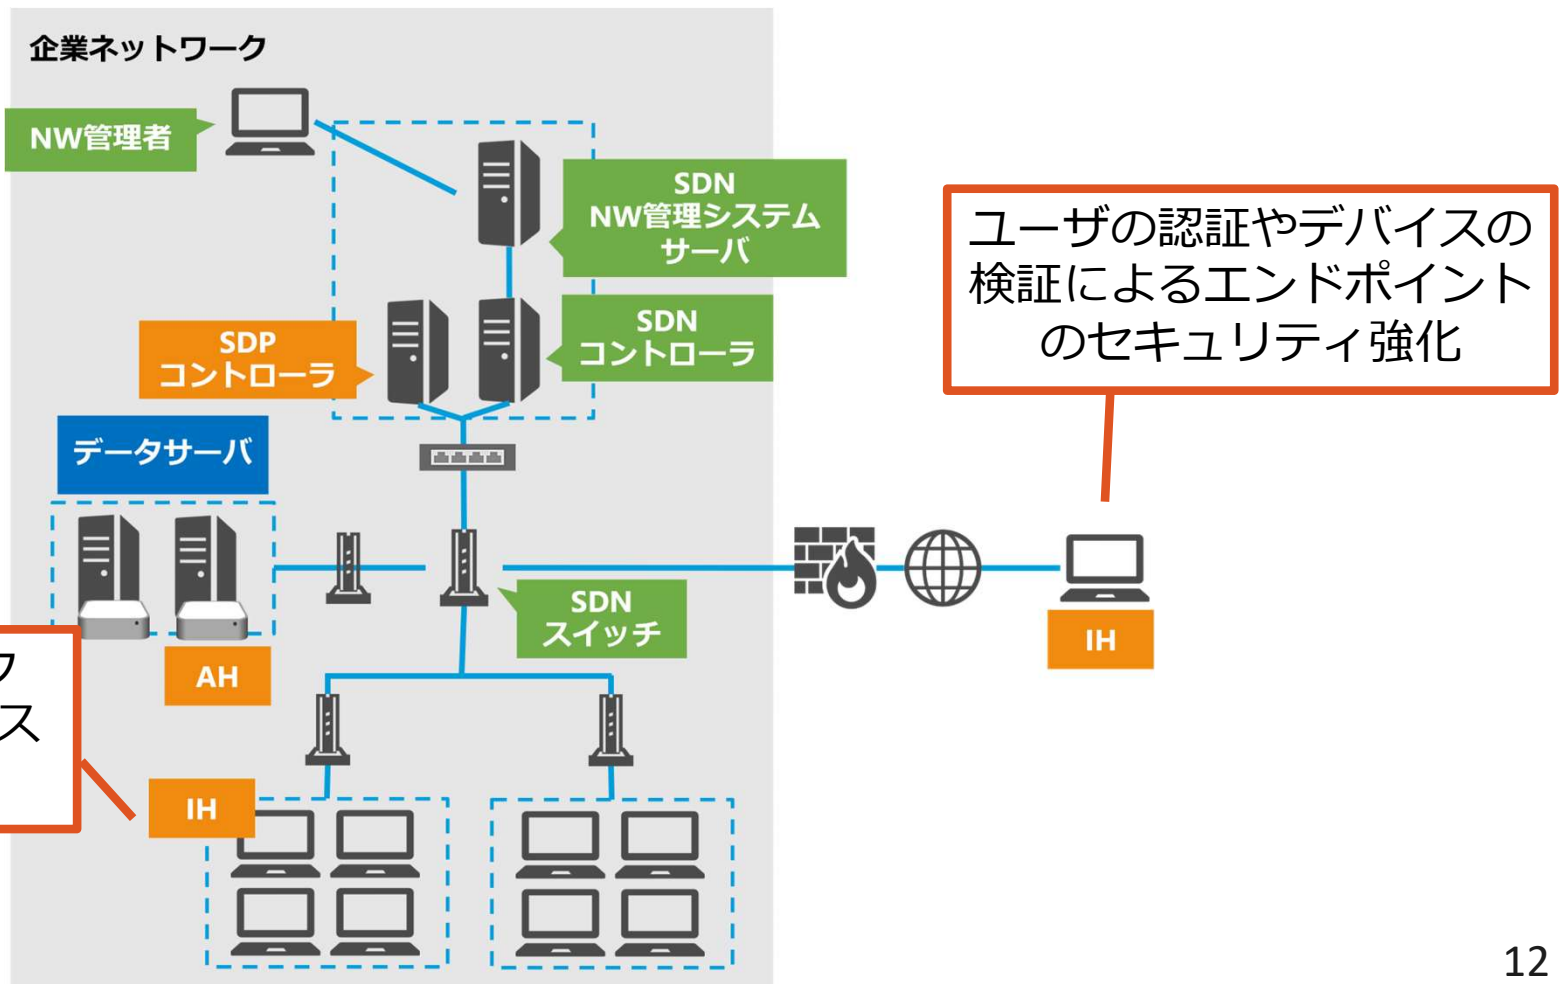 企業ネットワーク
NW管理者
SDN
NW管理システム
サーバ
SDP
コントローラ
SDN
コントローラ
ユーザの認証やデバイスの
検証によるエンドポイント
のセキュリティ強化
データサーバ
SDN
スイッチ
AH
IH
ス
IH
12